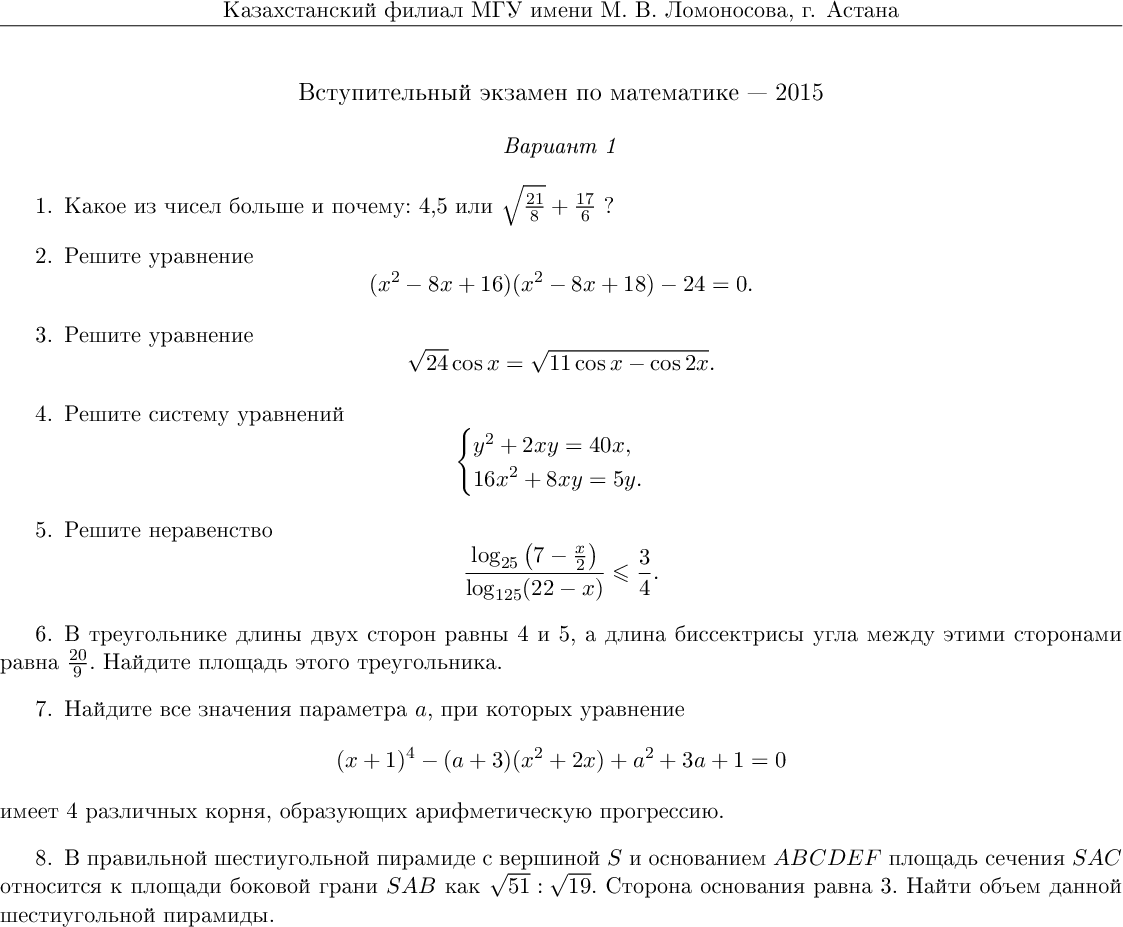 Казахстанский филиал МГУ имени М. В. Ломоносова, г. Астана
Вступительный экзамен по математике — 2015
Вариант 1
1. Какое из чисел больше и почему: 4,5 или $\sqrt{\frac{21}{8}} + \frac{17}{6}$ ?
2. Решите уравнение
$(x^2 - 8x + 16)(x^2 - 8x + 18) - 24 = 0.$
3. Решите уравнение
$\sqrt{24} \cos x = \sqrt{11 \cos x - \cos 2x}.$
4. Решите систему уравнений
$\begin{cases} y^2 + 2xy = 40x, \\ 16x^2 + 8xy = 5y. \end{cases}$
5. Решите неравенство
$\frac{\log_{25}\left(7 - \frac{x}{2}\right)}{\log_{125}(22 - x)} \leqslant \frac{3}{4}.$
6. В треугольнике длины двух сторон равны 4 и 5, а длина биссектрисы угла между этими сторонами
равна $\frac{20}{9}$. Найдите площадь этого треугольника.
7. Найдите все значения параметра $a$, при которых уравнение
$(x + 1)^4 - (a + 3)(x^2 + 2x) + a^2 + 3a + 1 = 0$
имеет 4 различных корня, образующих арифметическую прогрессию.
8. В правильной шестиугольной пирамиде с вершиной $S$ и основанием $ABCDEF$ площадь сечения $SAC$
относится к площади боковой грани $SAB$ как $\sqrt{51} : \sqrt{19}$. Сторона основания равна 3. Найти объем данной
шестиугольной пирамиды.